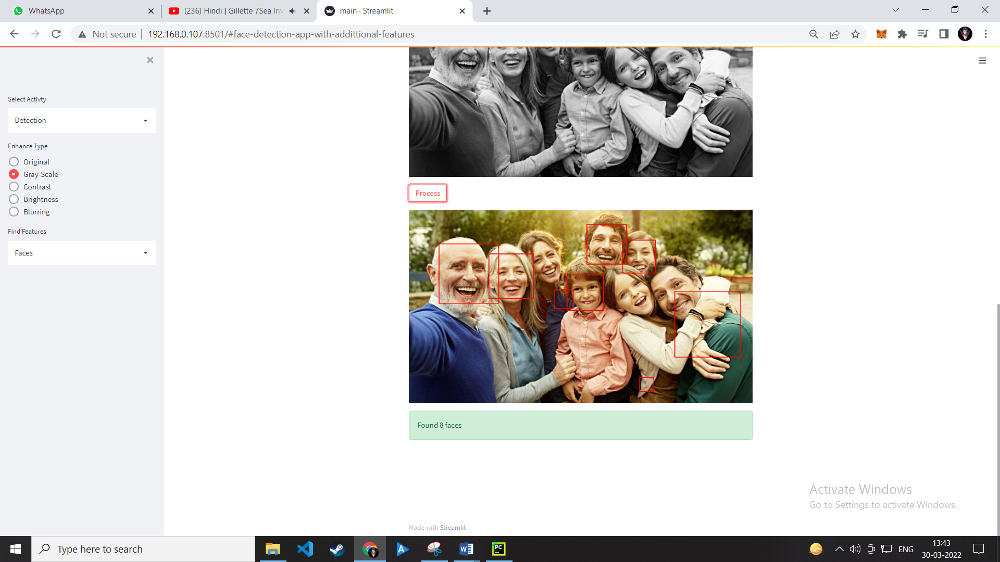 WhatsApp
(236) Hindi | Gillette 7Sea Inv
main · Streamlit
Not secure
192.168.0.107:8501/#face-detection-app-with-addittional-features
Select Activty
Detection
Enhance Type
Original
Gray-Scale
Contrast
Brightness
Blurring
Find Features
Faces
Process
Found 8 faces
Activate Windows
Go to Settings to activate Windows.
Made with Streamlit
Type here to search
W
PC
ENG
13:43
30-03-2022